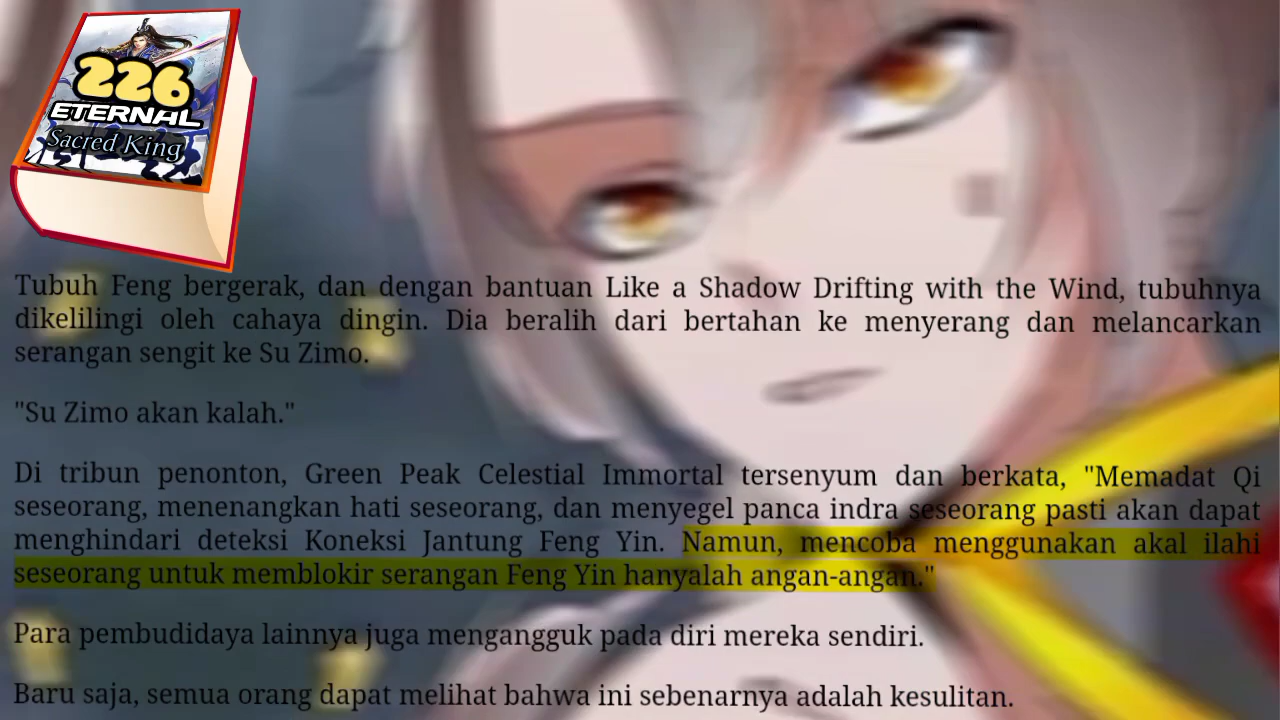 226
ETERNAL
Sacred King
Tubuh Feng bergerak, dan dengan bantuan Like a Shadow Drifting with the Wind, tubuhnya
dikelilingi oleh cahaya dingin. Dia beralih dari bertahan ke menyerang dan melancarkan
serangan sengit ke Su Zimo.
"Su Zimo akan kalah."
Di tribun penonton, Green Peak Celestial Immortal tersenyum dan berkata, "Memadat Qi
seseorang, menenangkan hati seseorang, dan menyegel panca indra seseorang pasti akan dapat
menghindari deteksi Koneksi Jantung Feng Yin. Namun, mencoba menggunakan akal ilahi
seseorang untuk memblokir serangan Feng Yin hanyalah angan-angan."
Para pembudidaya lainnya juga mengangguk pada diri mereka sendiri.
Baru saja, semua orang dapat melihat bahwa ini sebenarnya adalah kesulitan.